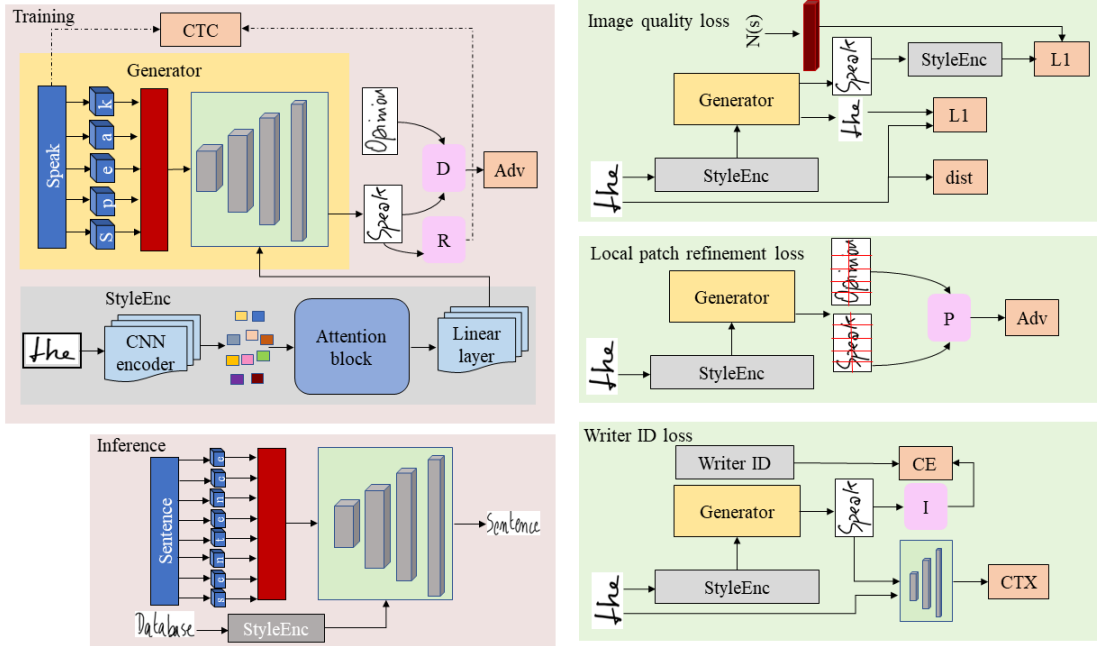 Training
CTC
Generator
Speak
k
a
e
p
S
Opinion
Speak
D
R
Adv
StyleEnc
the
CNN
encoder
Attention
block
Linear
layer
Inference
Sentence
e
c
n
e
t
n
e
s
Sentence
Database
StyleEnc
Image quality loss
N(s)
Speak
StyleEnc
L1
Generator
the
L1
the
StyleEnc
dist
Local patch refinement loss
Generator
Opinion
Speak
P
Adv
the
StyleEnc
Writer ID loss
Writer ID
CE
Generator
Speak
I
the
StyleEnc
CTX